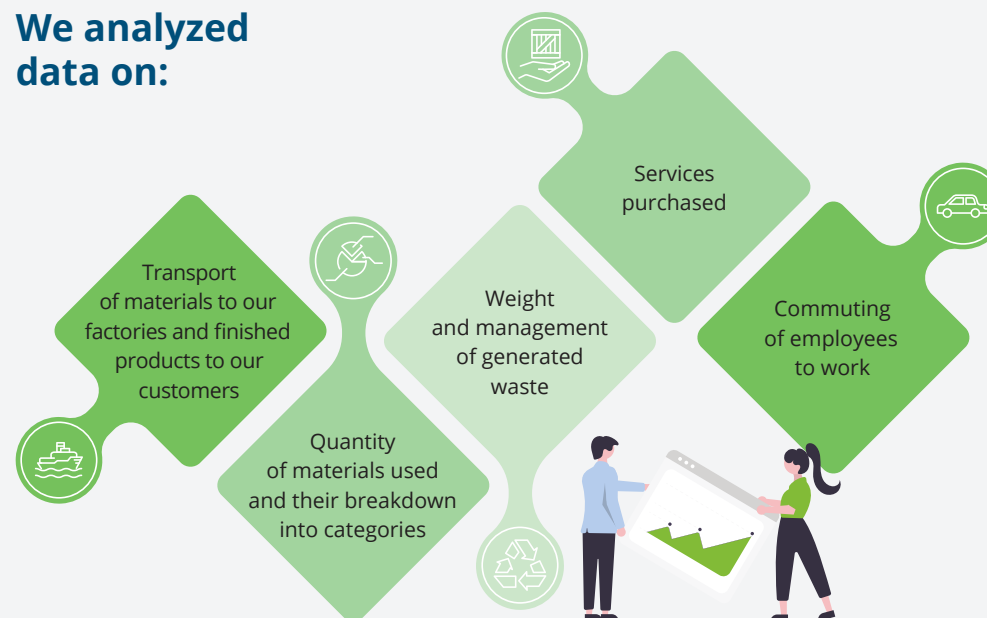 We analyzed
data on:
Transport
of materials to our
factories and finished
products to our
customers
Quantity
of materials used
and their breakdown
into categories
Weight
and management
of generated
waste
Services
purchased
Commuting
of employees
to work